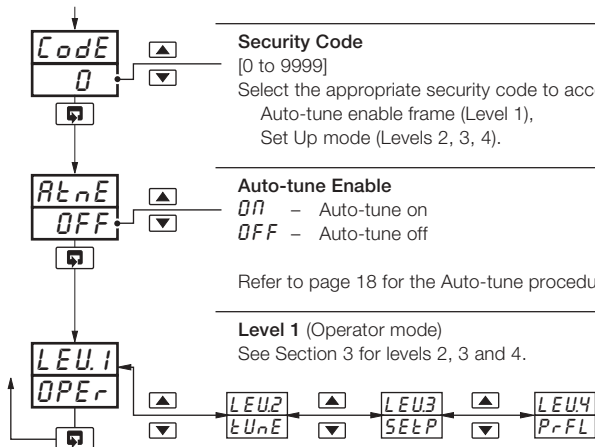 CodE
0
Security Code
[0 to 9999]
Select the appropriate security code to acc
Auto-tune enable frame (Level 1),
Set Up mode (Levels 2, 3, 4).
AtnE
OFF
Auto-tune Enable
ON – Auto-tune on
OFF – Auto-tune off
Refer to page 18 for the Auto-tune procedu
LEV.1
OPEr
Level 1 (Operator mode)
See Section 3 for levels 2, 3 and 4.
LEV.2
tUnE
LEV.3
SEtP
LEV.4
PrFL